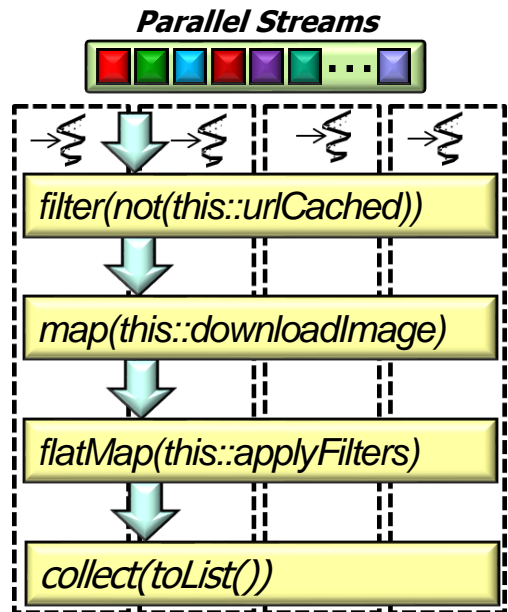 Parallel Streams
filter(not(this::urlCached))
map(this::downloadImage)
flatMap(this::applyFilters)
collect(toList())